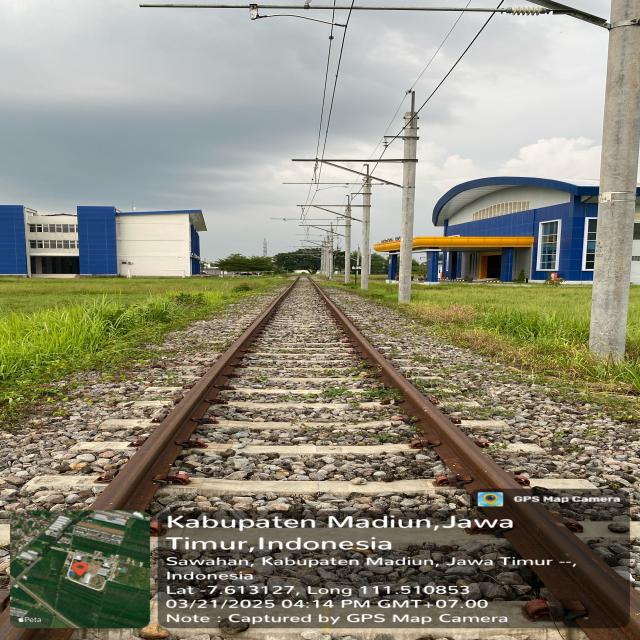 GPS Map Camera
Kabupaten Madiun,Jawa
Timur,Indonesia
Sawahan, Kabupaten Madiun, Jawa Timur --,
Indonesia
Lat -7.613127, Long 111.510853
03/21/2025 04:14 PM GMT+07.00
Note : Captured by GPS Map Camera
Peta